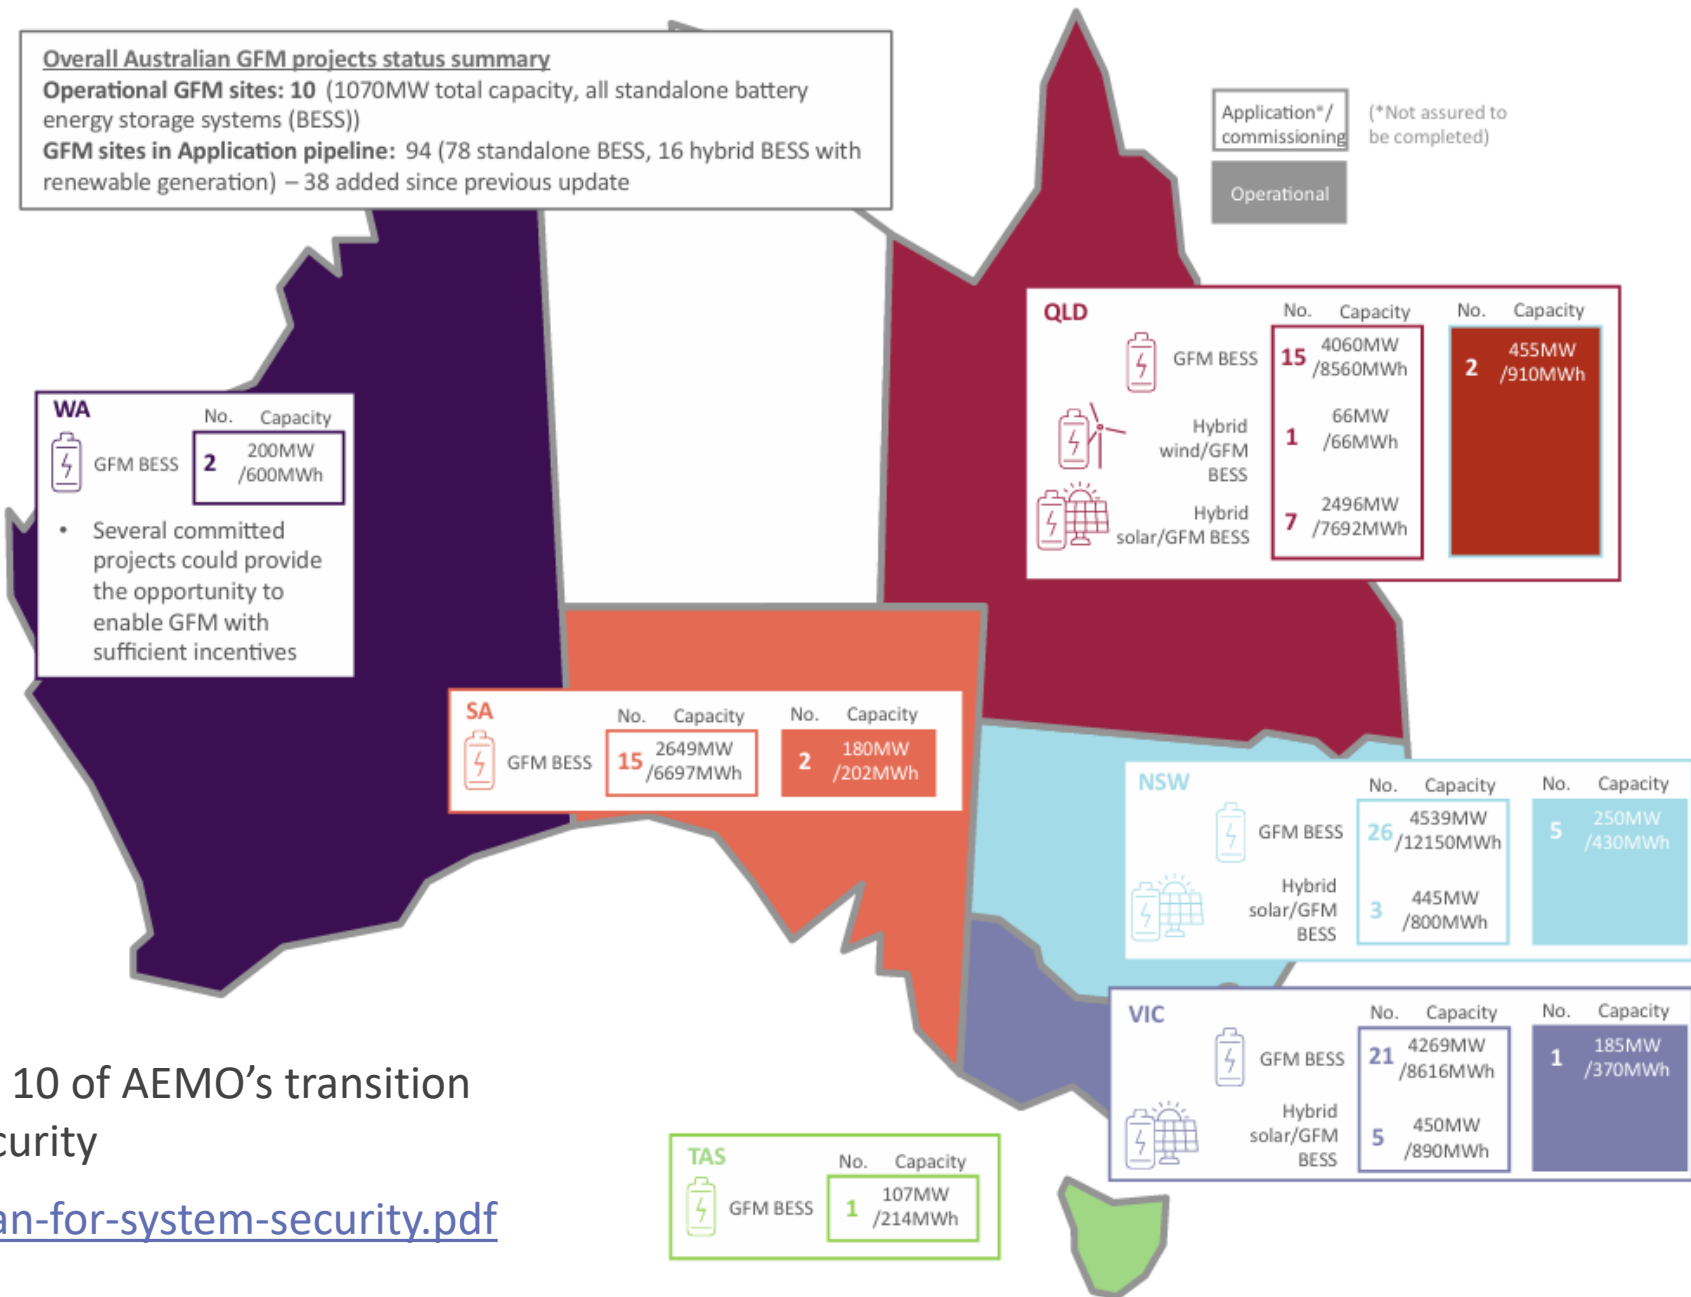 Overall Australian GFM projects status summary
Operational GFM sites: 10 (1070MW total capacity, all standalone battery
energy storage systems (BESS))
GFM sites in Application pipeline: 94 (78 standalone BESS, 16 hybrid BESS with
renewable generation) – 38 added since previous update
Application*/
commissioning
(*Not assured to
be completed)
Operational
QLD
No. Capacity No. Capacity
GFM BESS 15 4060MW
/8560MWh
2 455MW
/910MWh
Hybrid
wind/GFM
BESS
1 66MW
/66MWh
Hybrid
solar/GFM BESS
7 2496MW
/7692MWh
WA
No. Capacity
GFM BESS 2 200MW
/600MWh
• Several committed
projects could provide
the opportunity to
enable GFM with
sufficient incentives
SA
No. Capacity No. Capacity
GFM BESS 15 2649MW
/6697MWh
2 180MW
/202MWh
NSW
No. Capacity No. Capacity
GFM BESS 26 4539MW
/12150MWh
5 250MW
/430MWh
Hybrid
solar/GFM
BESS
3 445MW
/800MWh
VIC
No. Capacity No. Capacity
GFM BESS 21 4269MW
/8616MWh
1 185MW
/370MWh
Hybrid
solar/GFM
BESS
5 450MW
/890MWh
TAS
No. Capacity
GFM BESS 1 107MW
/214MWh
10 of AEMO’s transition
curity
an-for-system-security.pdf